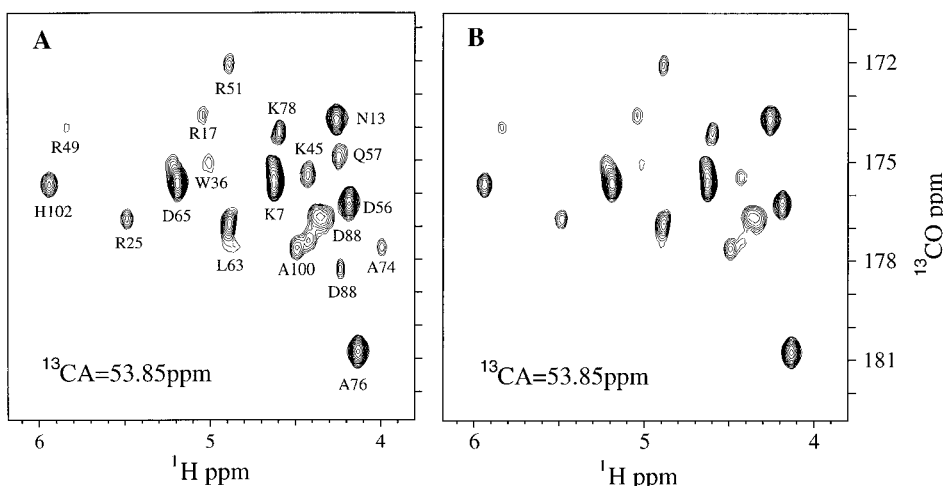 A
B
R51
K78
N13
R17
K45
Q57
R49
W36
H102
D65
K7
D56
R25
D88
L63
A100
A74
D88
A76
¹³CA=53.85ppm
¹³CA=53.85ppm
172
175
178
181
¹³CO ppm
6 5 4
6 5 4
¹H ppm
¹H ppm